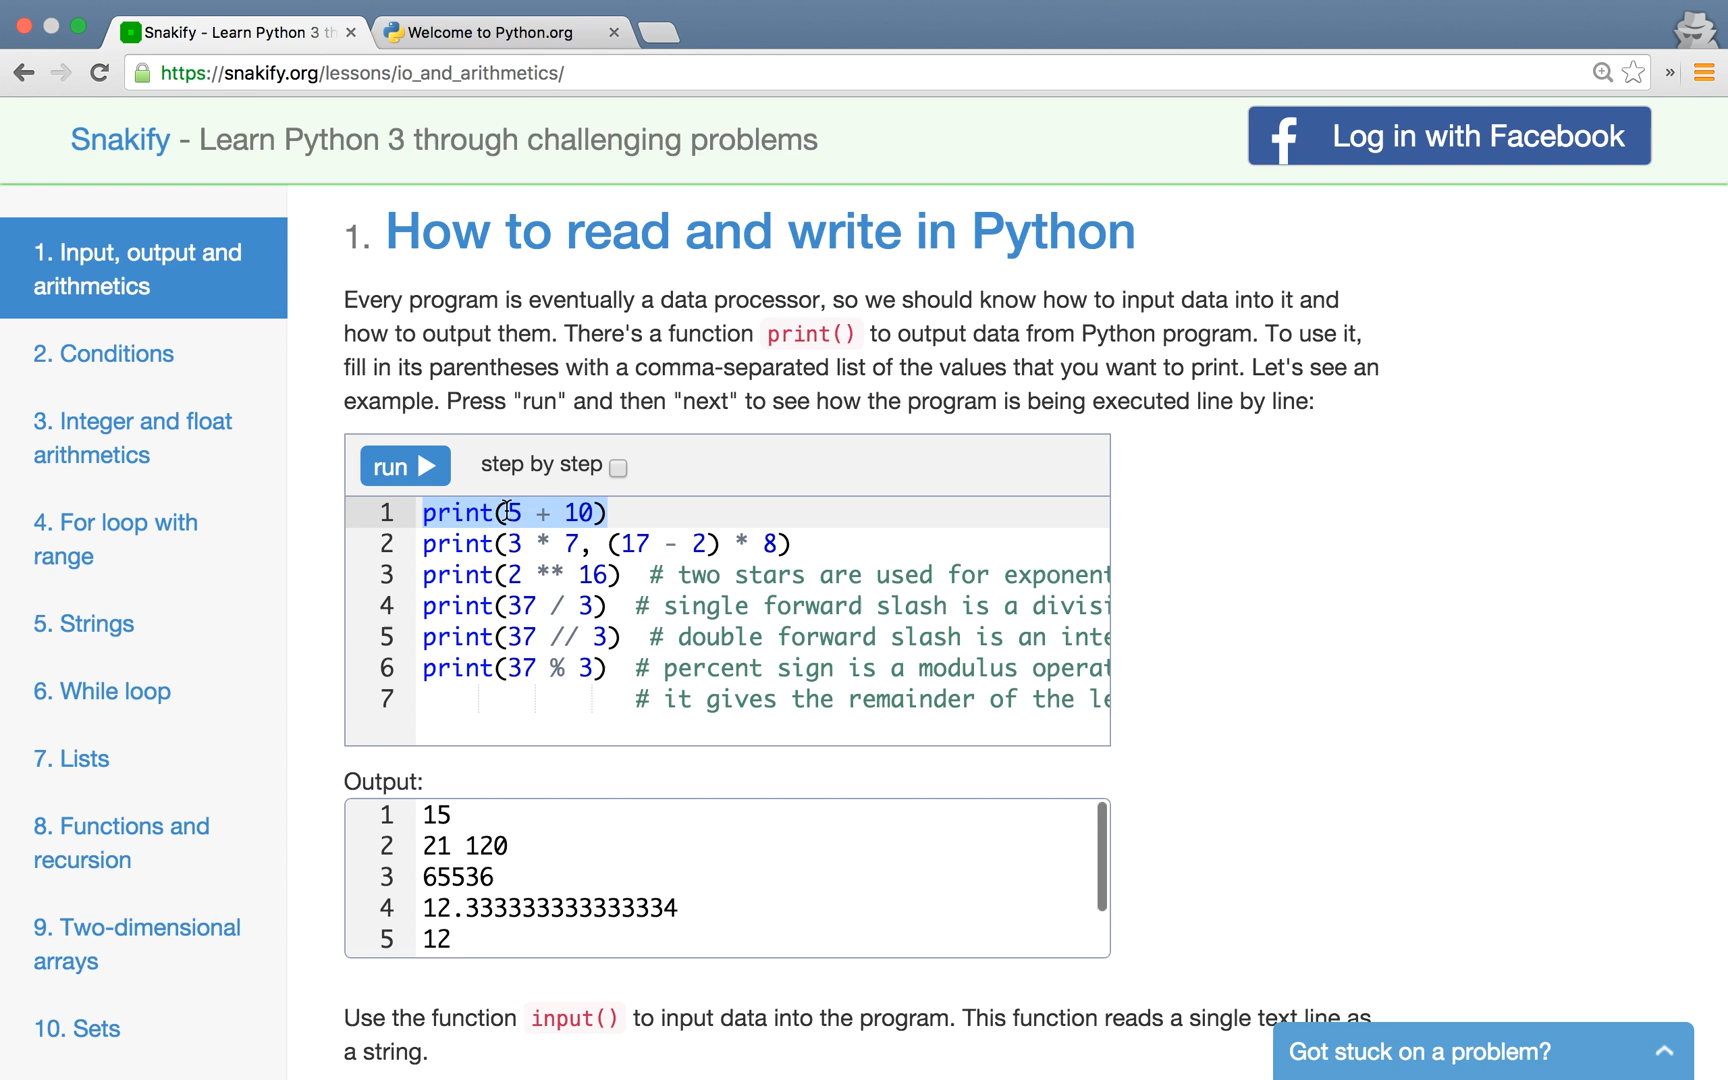 Snakify - Learn Python 3 th
Welcome to Python.org
https://snakify.org/lessons/io_and_arithmetics/
Snakify - Learn Python 3 through challenging problems
Log in with Facebook
1. Input, output and
arithmetics
2. Conditions
3. Integer and float
arithmetics
4. For loop with
range
5. Strings
6. While loop
7. Lists
8. Functions and
recursion
9. Two-dimensional
arrays
10. Sets
1. How to read and write in Python
Every program is eventually a data processor, so we should know how to input data into it and
how to output them. There's a function print() to output data from Python program. To use it,
fill in its parentheses with a comma-separated list of the values that you want to print. Let's see an
example. Press "run" and then "next" to see how the program is being executed line by line:
run step by step
1 print(5 + 10)
2 print(3 * 7, (17 - 2) * 8)
3 print(2 ** 16)  # two stars are used for exponent
4 print(37 / 3)  # single forward slash is a divisi
5 print(37 // 3)  # double forward slash is an inte
6 print(37 % 3)  # percent sign is a modulus operat
7 # it gives the remainder of the le
Output:
1 15
2 21 120
3 65536
4 12.333333333333334
5 12
Use the function input() to input data into the program. This function reads a single text line as
a string.
Got stuck on a problem?